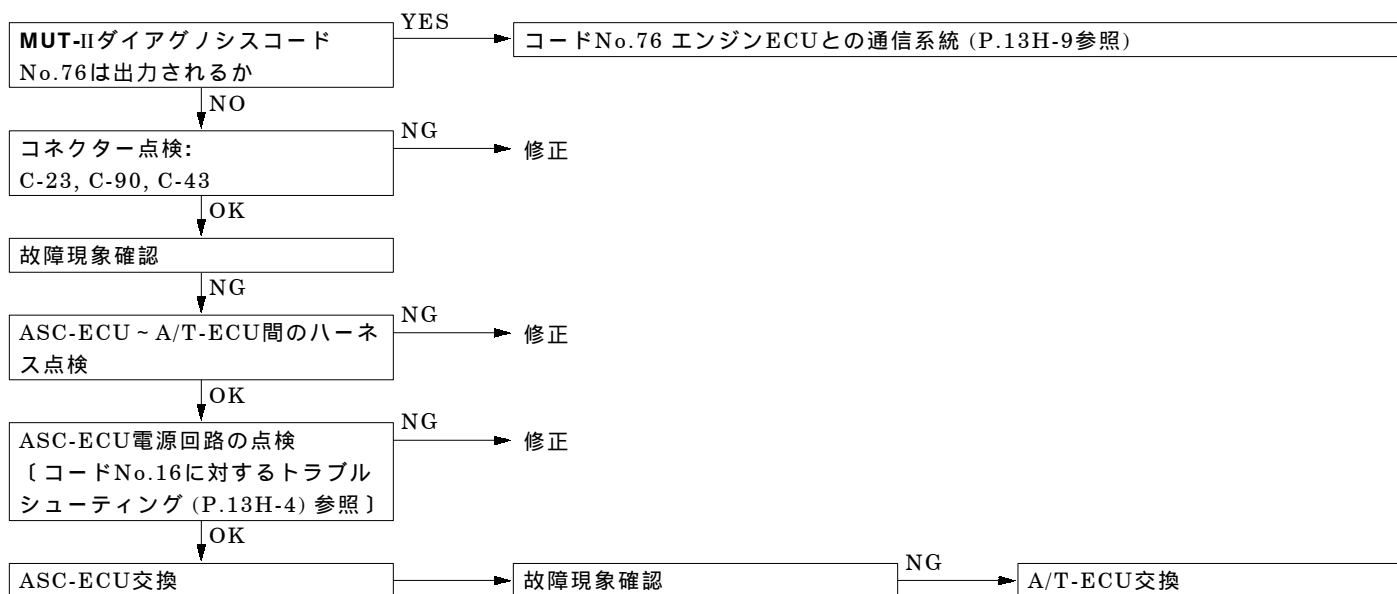 MUT-IIダイアグノシスコード
No.76は出力されるか
YES
コードNo.76 エンジンECUとの通信系統 (P.13H-9参照)
NO
コネクター点検:
C-23, C-90, C-43
NG
修正
OK
故障現象確認
NG
ASC-ECU ~ A/T-ECU間のハーネ
ス点検
NG
修正
OK
ASC-ECU電源回路の点検
〔コードNo.16に対するトラブル
シューティング (P.13H-4) 参照〕
NG
修正
OK
ASC-ECU交換
故障現象確認
NG
A/T-ECU交換